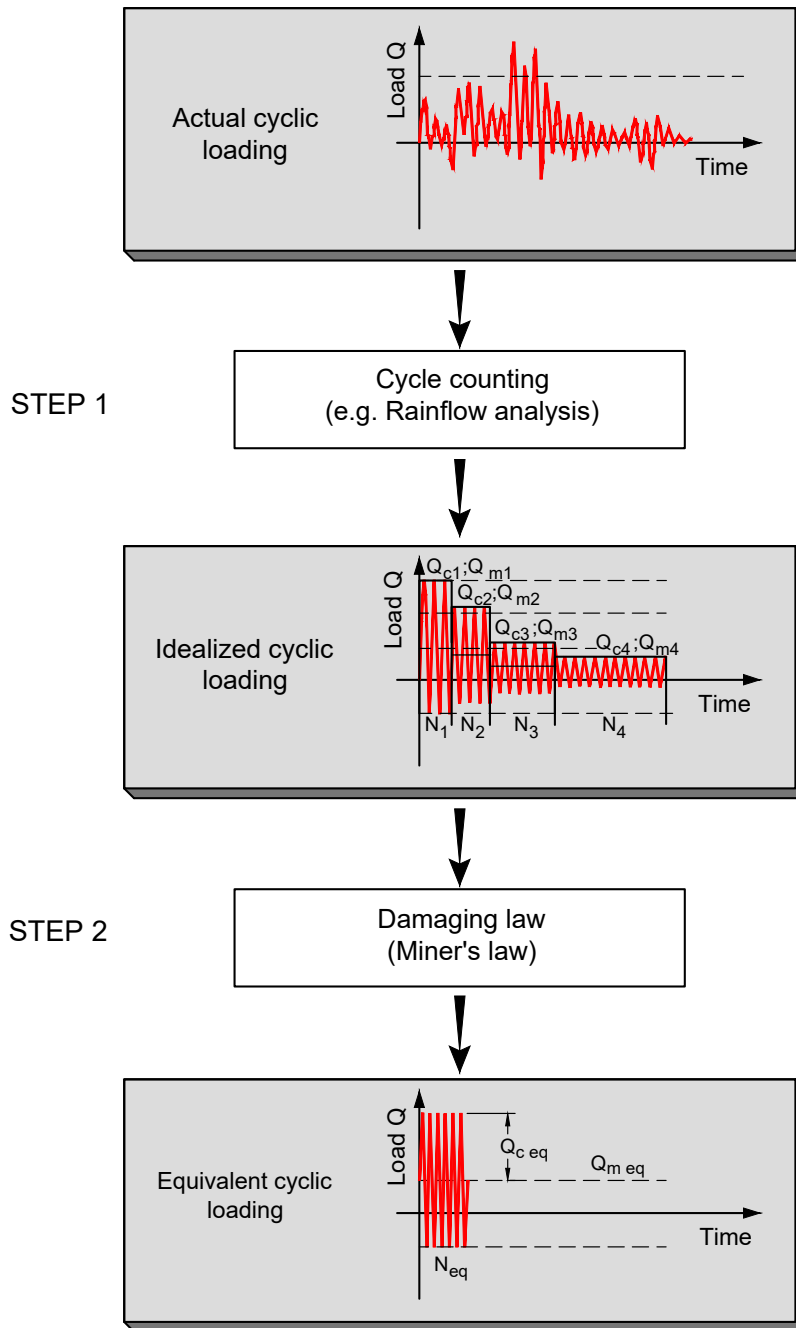 Load Q
Actual cyclic
loading
Time
STEP 1
Cycle counting
(e.g. Rainflow analysis)
Load Q
Qc1;Qm1
Qc2;Qm2
Qc3;Qm3
Qc4;Qm4
Idealized cyclic
loading
Time
N1 N2 N3 N4
STEP 2
Damaging law
(Miner's law)
Load Q
Qc eq
Qm eq
Equivalent cyclic
loading
Time
Neq